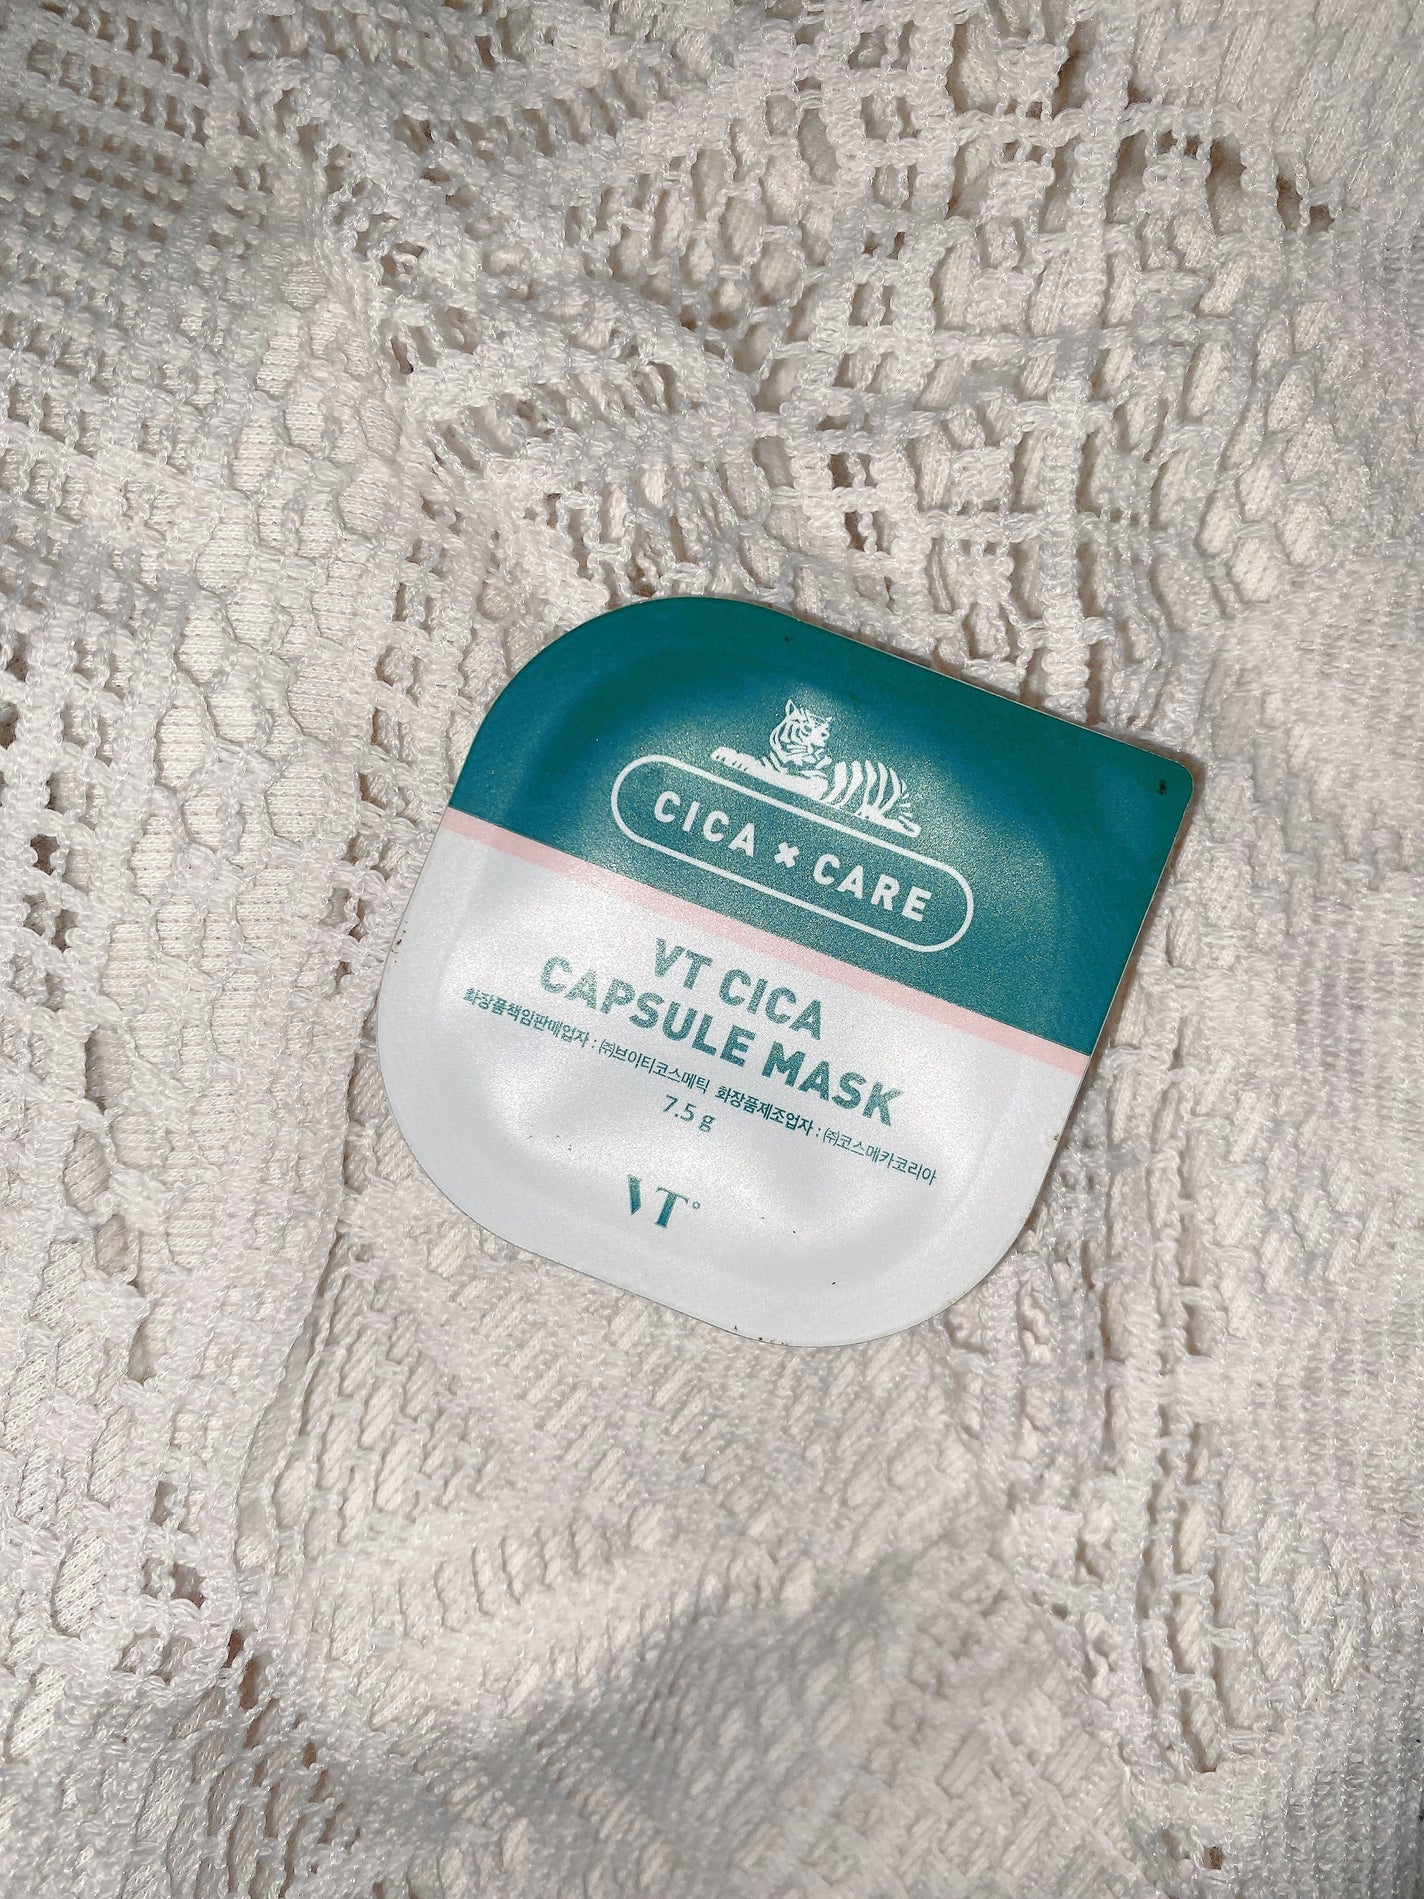 CICA × CARE
VT CICA
CAPSULE MASK
화장품책임판매업자 : ㈜브이티코스메틱 화장품제조업자 : ㈜코스메카코리아
7.5 g
VT°